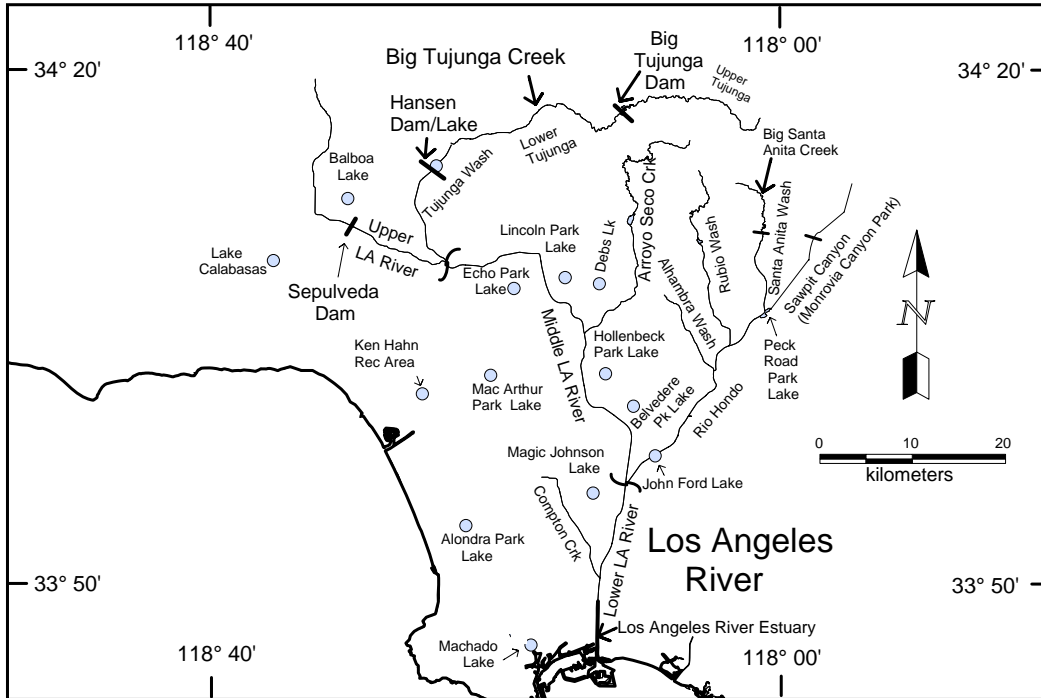 118° 40'
118° 00'
34° 20'
34° 20'
Big Tujunga Creek
Big
Tujunga
Dam
Upper
Tujunga
Hansen
Dam/Lake
Lower
Tujunga
Big Santa
Anita Creek
Balboa
Lake
Tujunga Wash
Upper
LA River
Lake
Calabasas
Sepulveda
Dam
Lincoln Park
Lake
Debs Lk
Arroyo Seco Crk
Rubio Wash
Alhambra Wash
Santa Anita Wash
Sawpit Canyon
(Monrovia Canyon Park)
Echo Park
Lake
N
Ken Hahn
Rec Area
Middle LA River
Hollenbeck
Park Lake
Peck
Road
Park
Lake
Mac Arthur
Park Lake
Belvedere
Pk Lake
Rio Hondo
0 10 20
kilometers
Magic Johnson
Lake
John Ford Lake
Compton Crk
Alondra Park
Lake
Lower LA River
Los Angeles
River
33° 50'
33° 50'
Los Angeles River Estuary
Machado
Lake
118° 40'
118° 00'